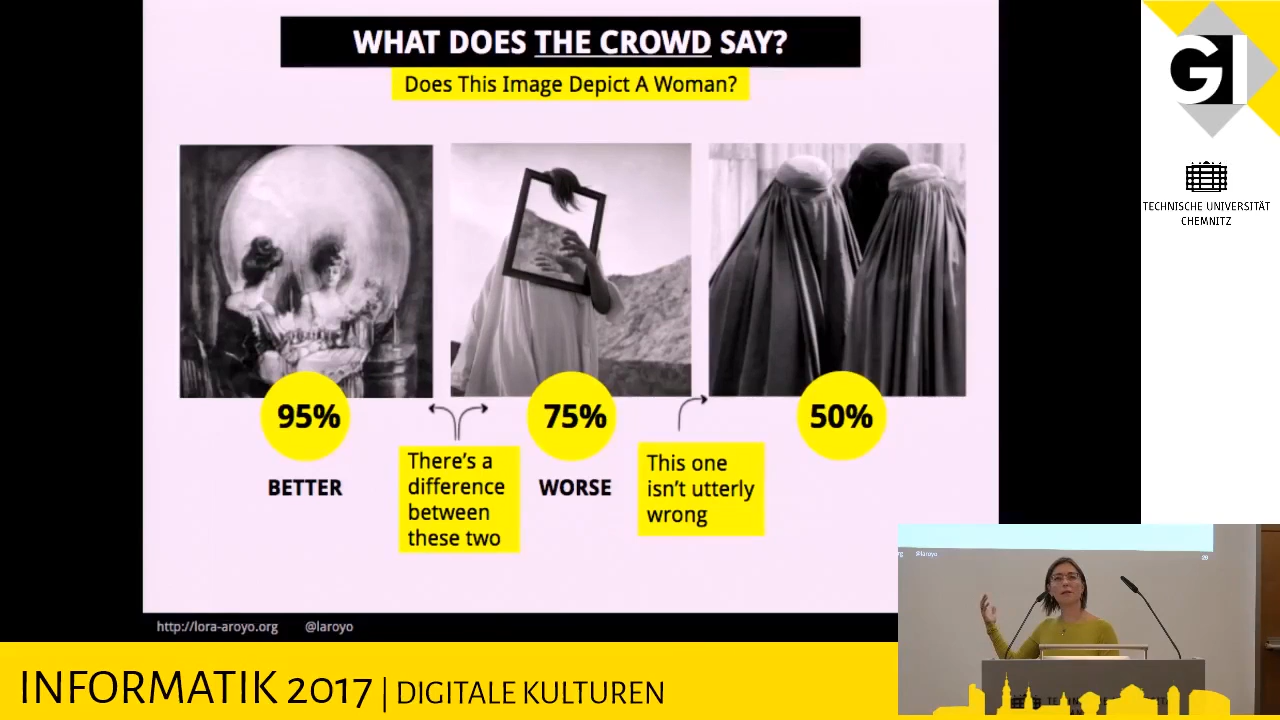 WHAT DOES THE CROWD SAY?
Does This Image Depict A Woman?
95%
75%
50%
BETTER
There's a
difference
between
these two
WORSE
This one
isn't utterly
wrong
http://lora-aroyo.org @laroyo
INFORMATIK 2017 | DIGITALE KULTUREN
GI
TECHNISCHE UNIVERSITÄT
CHEMNITZ
@laroyo